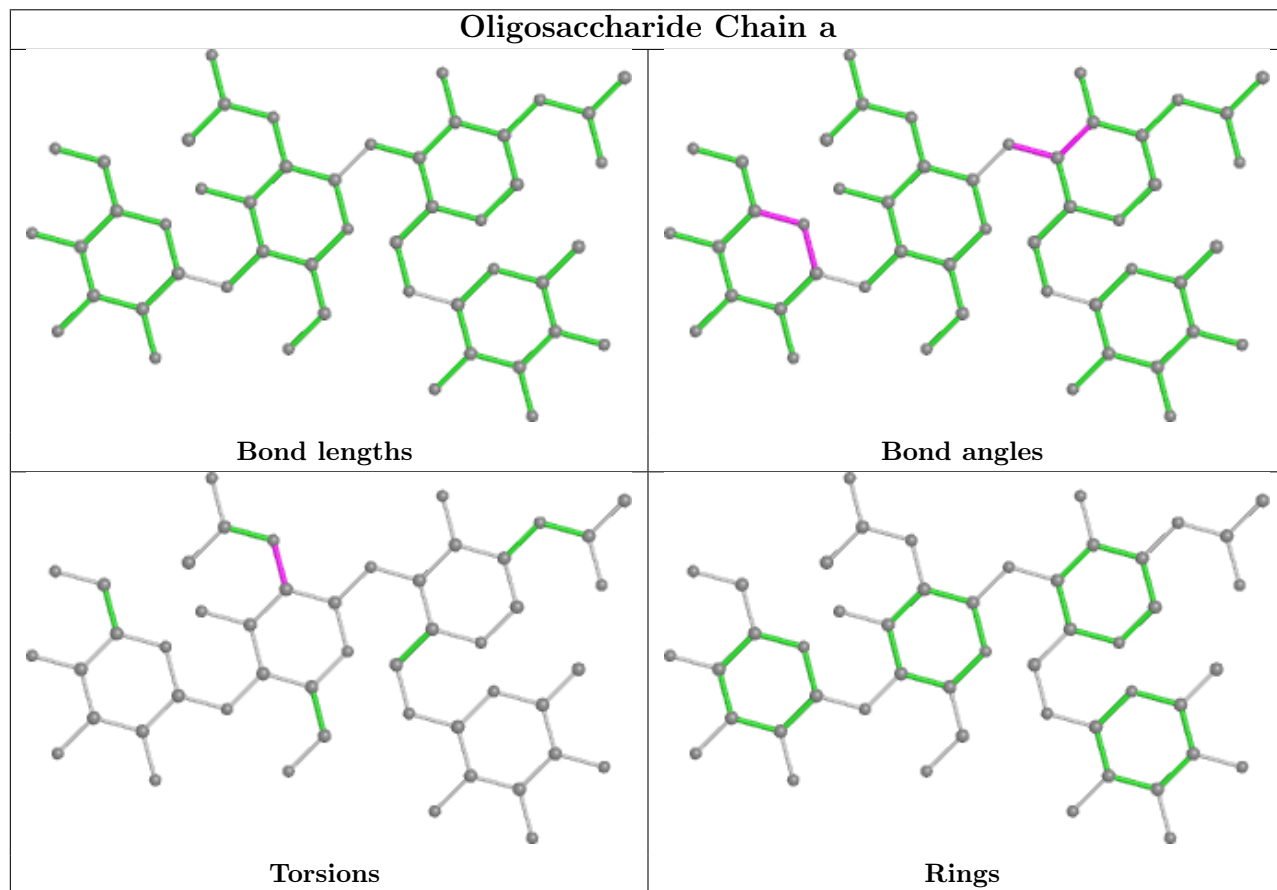 Oligosaccharide Chain a
Bond lengths
Bond angles
Torsions
Rings